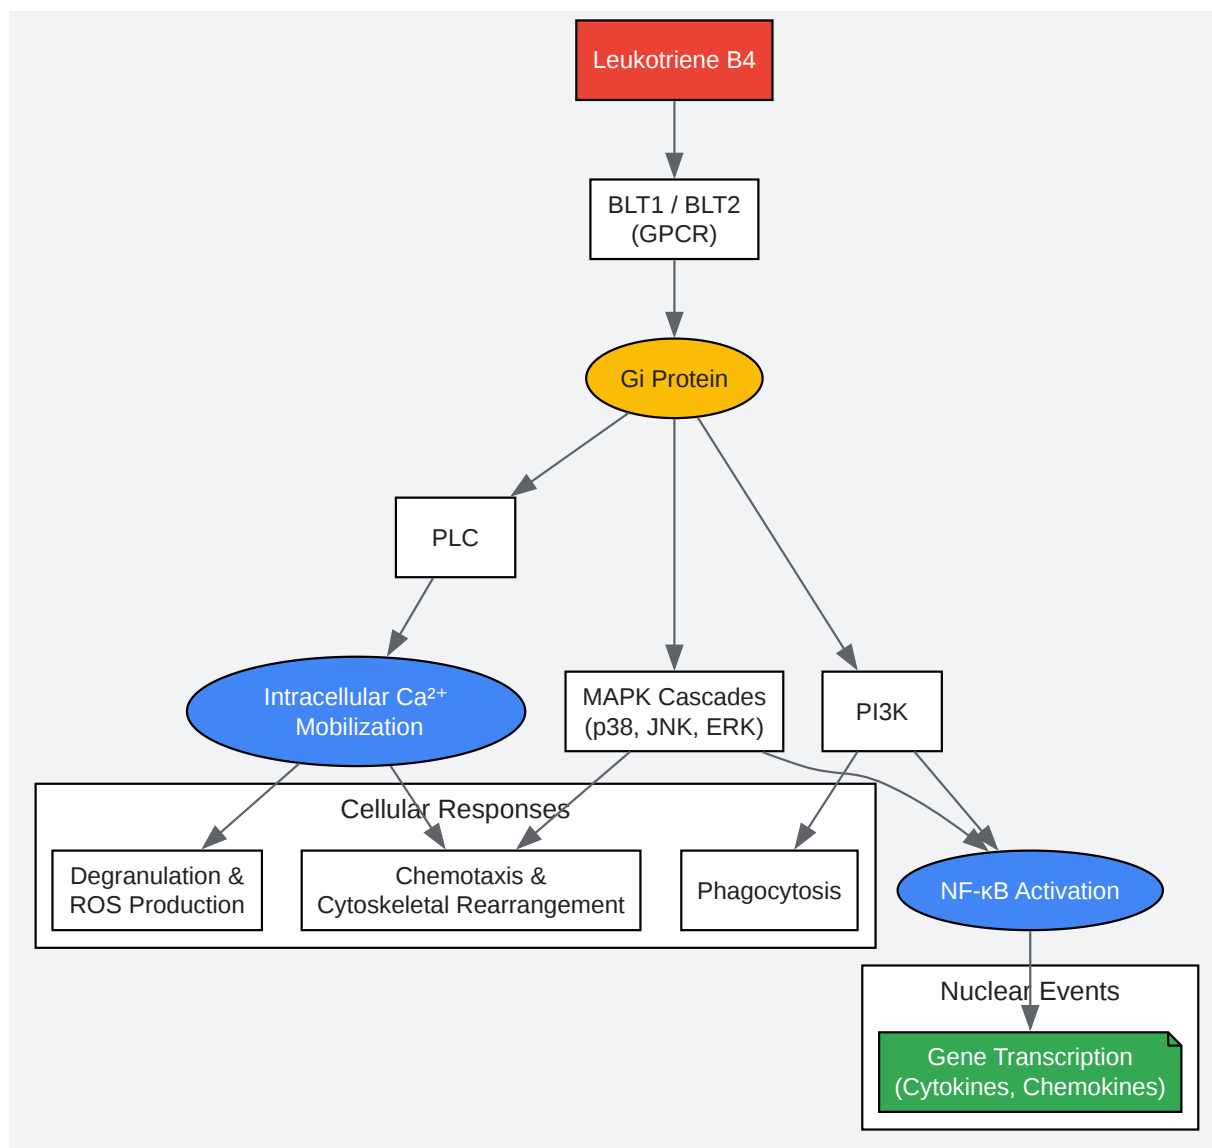 Leukotriene B4
BLT1 / BLT2
(GPCR)
Gi Protein
PLC
Intracellular Ca²⁺
Mobilization
MAPK Cascades
(p38, JNK, ERK)
PI3K
Cellular Responses
Degranulation &
ROS Production
Chemotaxis &
Cytoskeletal Rearrangement
Phagocytosis
NF-κB Activation
Nuclear Events
Gene Transcription
(Cytokines, Chemokines)